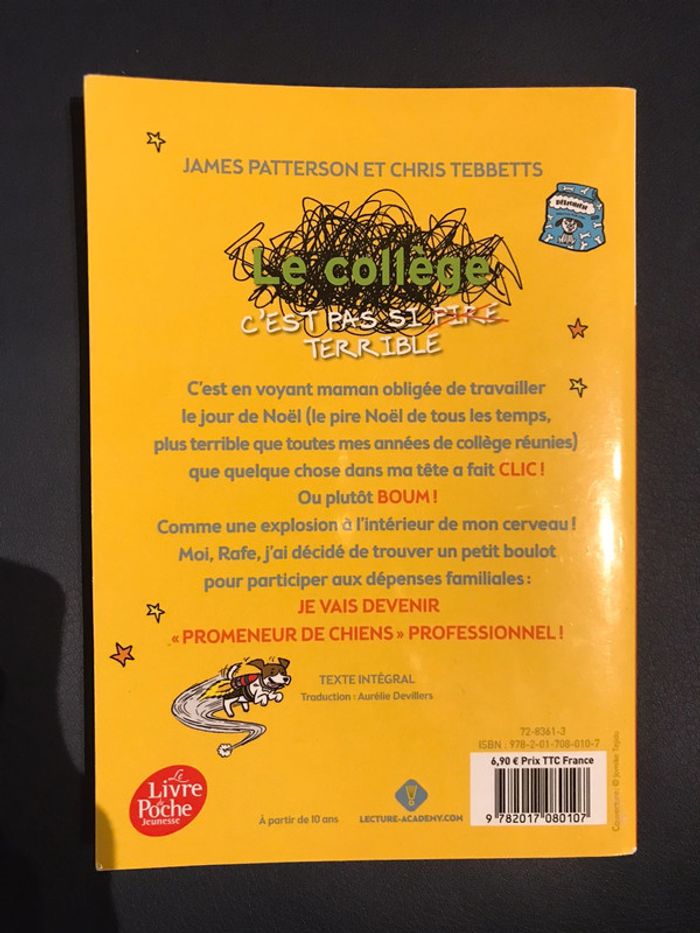 JAMES PATTERSON ET CHRIS TEBBETTS
DÉLICHIEN
Le collège
C'EST PAS SI PIRE
TERRIBLE
C'est en voyant maman obligée de travailler
le jour de Noël (le pire Noël de tous les temps,
plus terrible que toutes mes années de collège réunies)
que quelque chose dans ma tête a fait CLIC !
Ou plutôt BOUM !
Comme une explosion à l'intérieur de mon cerveau !
Moi, Rafe, j'ai décidé de trouver un petit boulot
pour participer aux dépenses familiales :
JE VAIS DEVENIR
« PROMENEUR DE CHIENS » PROFESSIONNEL !
TEXTE INTÉGRAL
Traduction : Aurélie Devillers
72-8361-3
ISBN : 978-2-01-708-010-7
6,90 € Prix TTC France
9 782017 080107
Le
Livre
de
Poche
Jeunesse
À partir de 10 ans
LECTURE-ACADEMY.COM
Couverture : ©